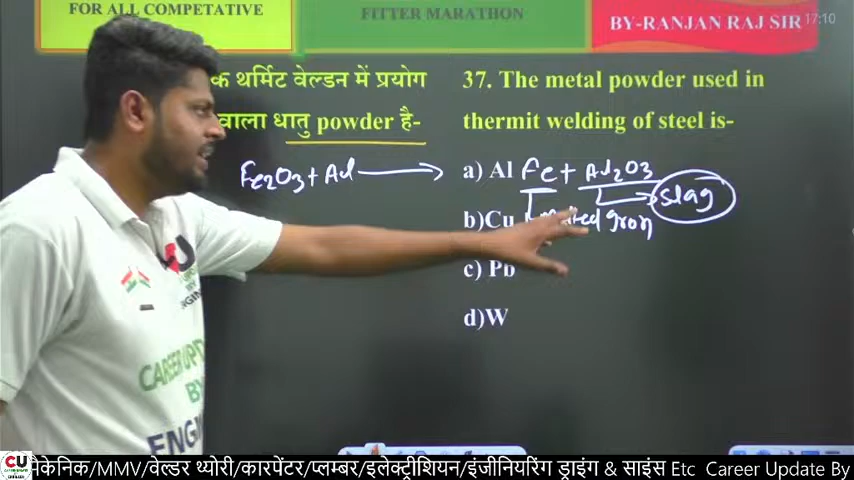 FOR ALL COMPETATIVE
FITTER MARATHON
BY-RANJAN RAJ SIR
17:10
क थर्मिट वेल्डन में प्रयोग
वाला धातु powder है-
37. The metal powder used in
thermit welding of steel is-
Fe2O3 + Al → Fe + Al2O3
slag
iron
a) Al
b)Cu
c) Pb
d)W
CAREER
BY
ENG
CU
मैकेनिक/MMV/वेल्डर थ्योरी/कारपेंटर/प्लम्बर/इलेक्ट्रीशियन/इंजीनियरिंग ड्राइंग & साइंस Etc Career Update By